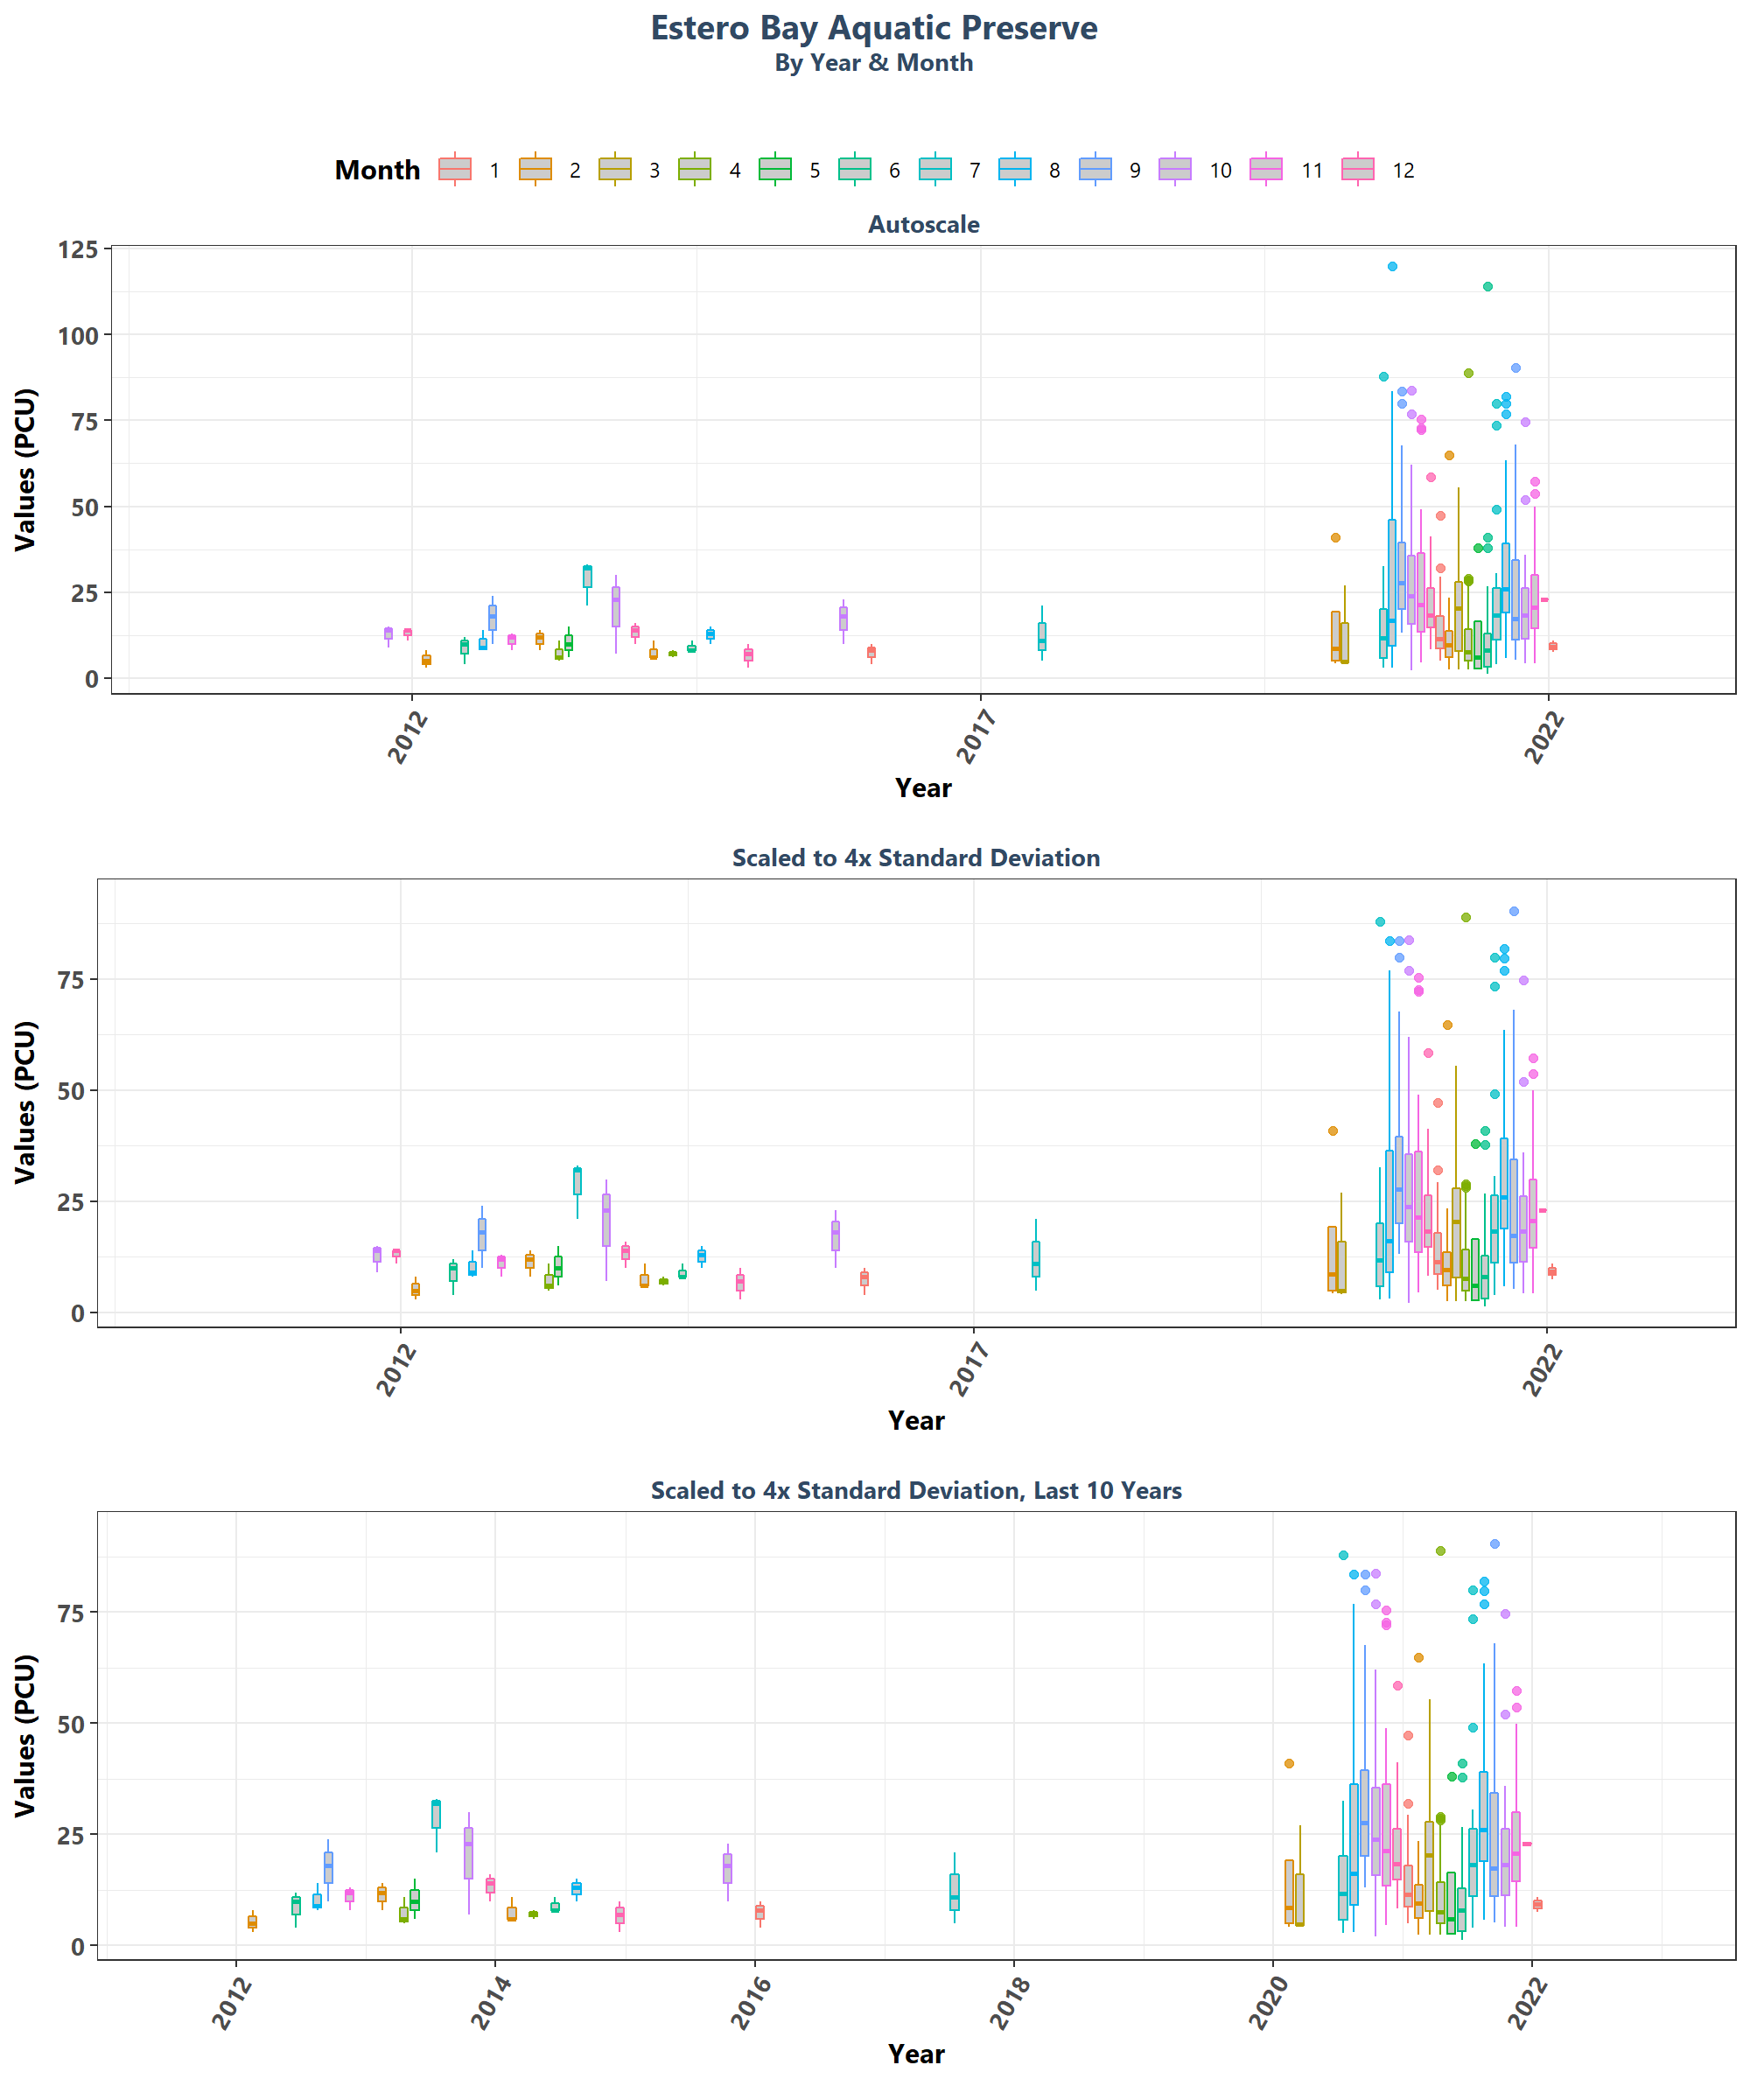 Estero Bay Aquatic Preserve
By Year & Month
Month 1 2 3 4 5 6 7 8 9 10 11 12
Autoscale
125
100
75
50
25
0
Values (PCU)
2012 2017 2022
Year
Scaled to 4x Standard Deviation
75
50
25
0
Values (PCU)
2012 2017 2022
Year
Scaled to 4x Standard Deviation, Last 10 Years
75
50
25
0
Values (PCU)
2012 2014 2016 2018 2020 2022
Year